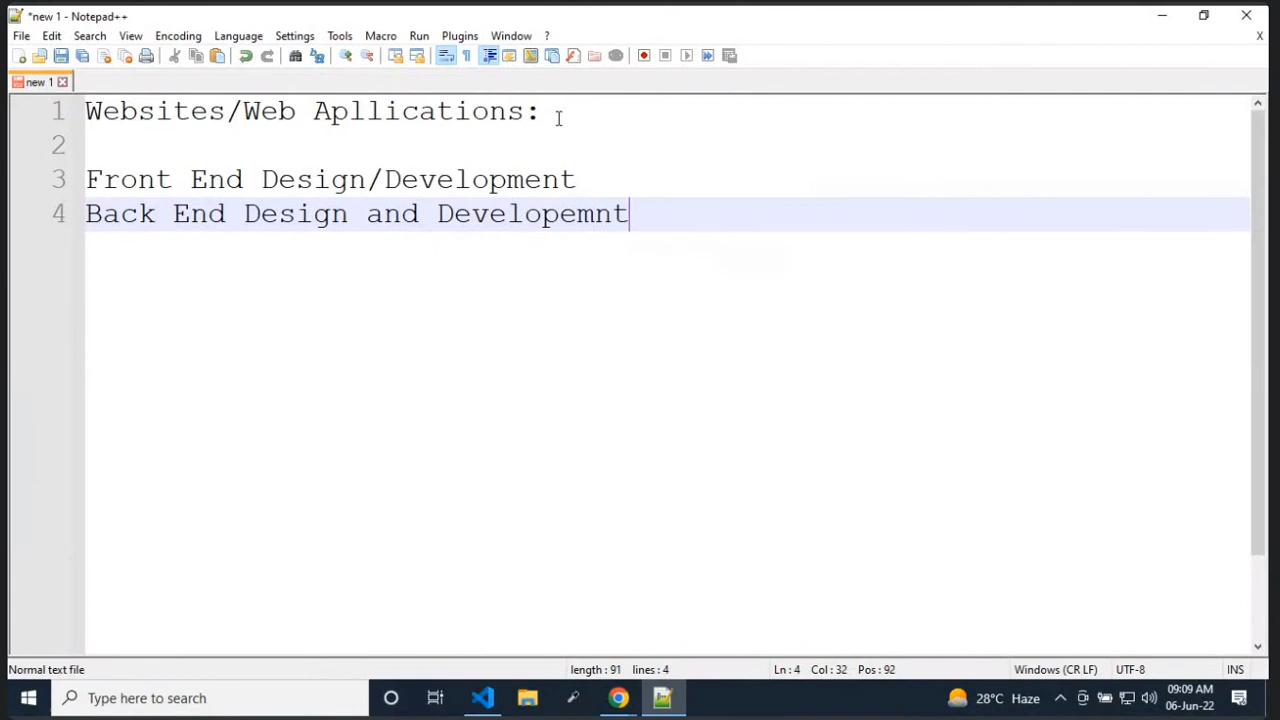 *new 1 - Notepad++
File Edit Search View Encoding Language Settings Tools Macro Run Plugins Window ? X
new 1
1 Websites/Web Apllications:
2
3 Front End Design/Development
4 Back End Design and Developemnt
Normal text file length : 91 lines : 4 Ln : 4 Col : 32 Pos : 92 Windows (CR LF) UTF-8 INS
Type here to search 28°C Haze 09:09 AM
06-Jun-22